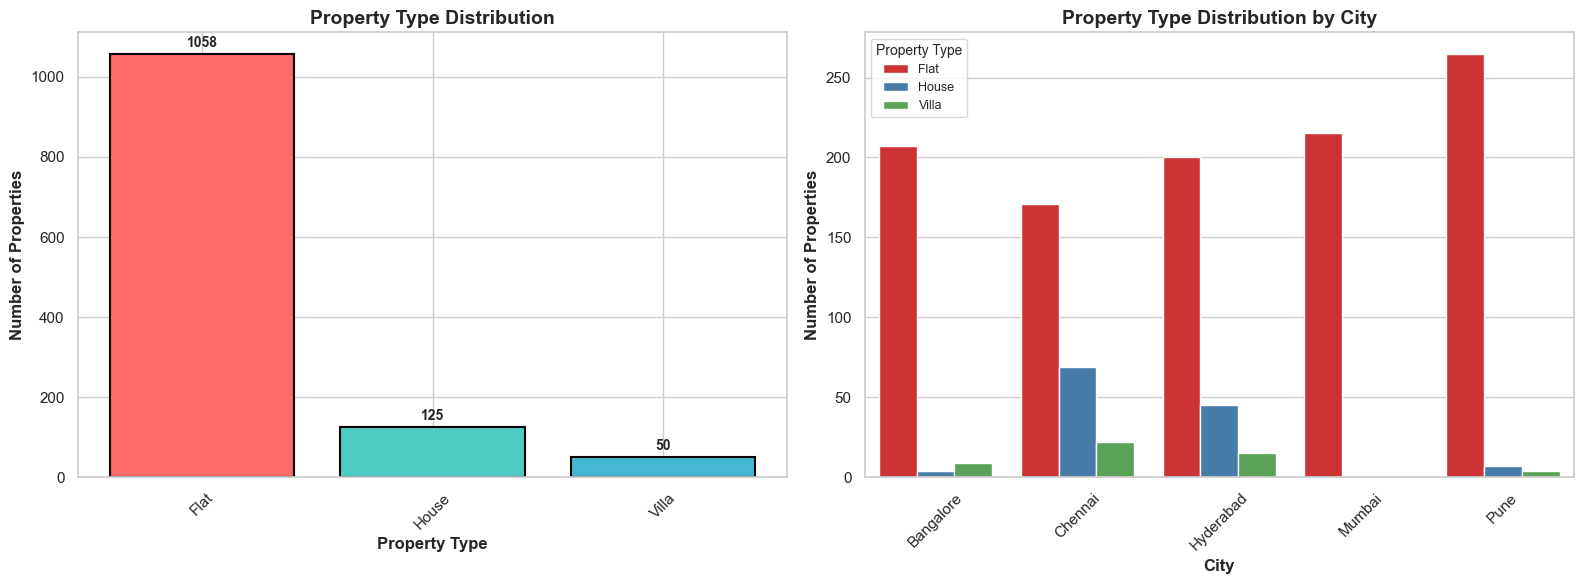 Property Type Distribution
Number of Properties
1000
800
600
400
200
0
1058
125
50
Flat
House
Villa
Property Type
Property Type Distribution by City
Number of Properties
250
200
150
100
50
0
Property Type
Flat
House
Villa
Bangalore
Chennai
Hyderabad
Mumbai
Pune
City